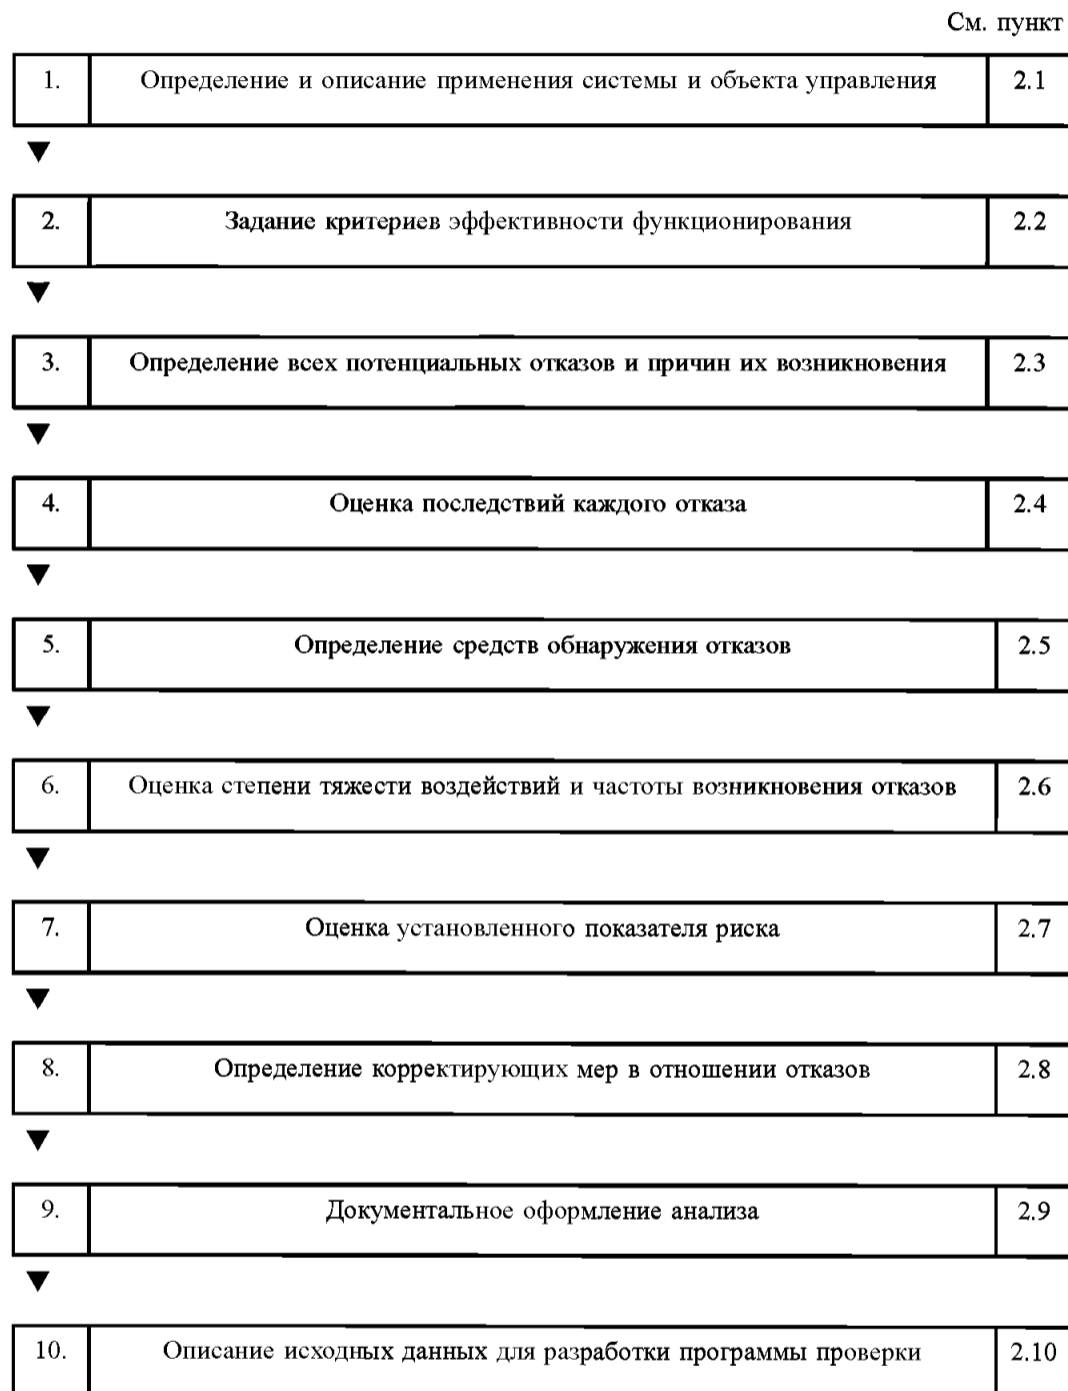 См. пункт
1. Определение и описание применения системы и объекта управления 2.1
▼
2. Задание критериев эффективности функционирования 2.2
▼
3. Определение всех потенциальных отказов и причин их возникновения 2.3
▼
4. Оценка последствий каждого отказа 2.4
▼
5. Определение средств обнаружения отказов 2.5
▼
6. Оценка степени тяжести воздействий и частоты возникновения отказов 2.6
▼
7. Оценка установленного показателя риска 2.7
▼
8. Определение корректирующих мер в отношении отказов 2.8
▼
9. Документальное оформление анализа 2.9
▼
10. Описание исходных данных для разработки программы проверки 2.10